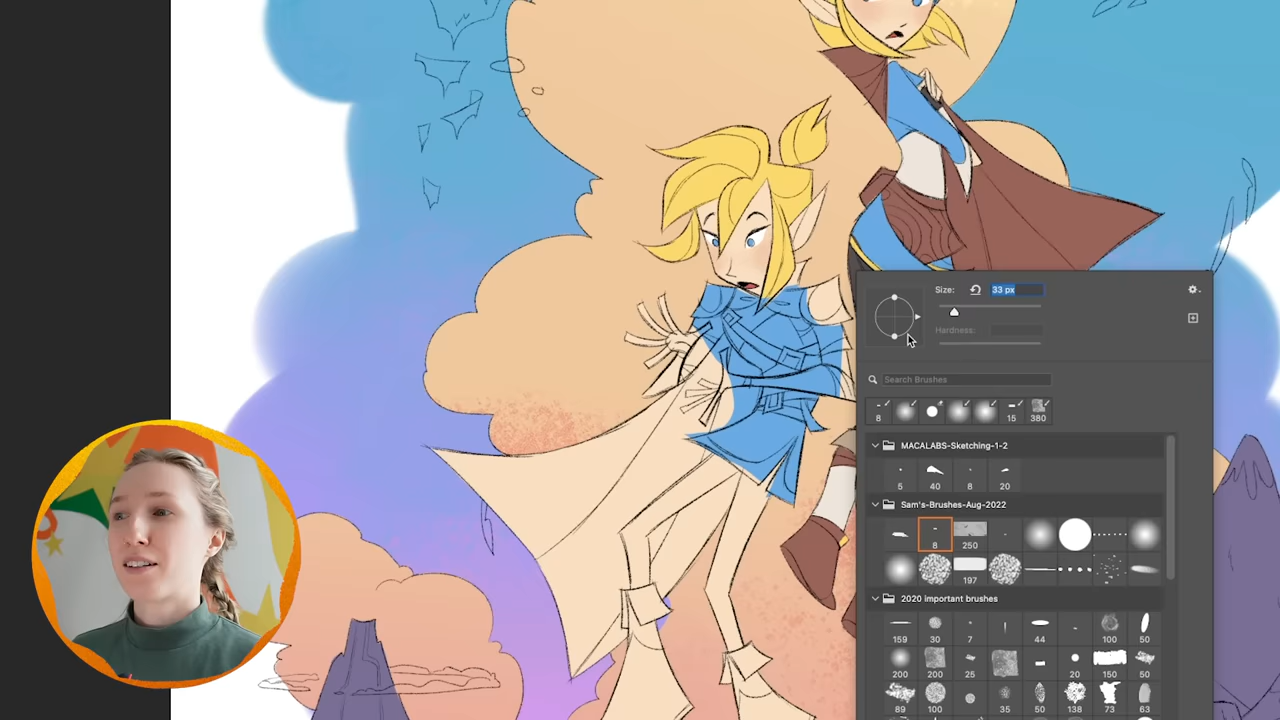 Size: 33 px
Hardness:
Search Brushes
8 15 380
MACALABS-Sketching-1-2
5 40 8 20
Sam's-Brushes-Aug-2022
8 250
197
2020 important brushes
159 30 7 44 100 50
200 200 25 20 150 50
89 100 35 50 138 73 63